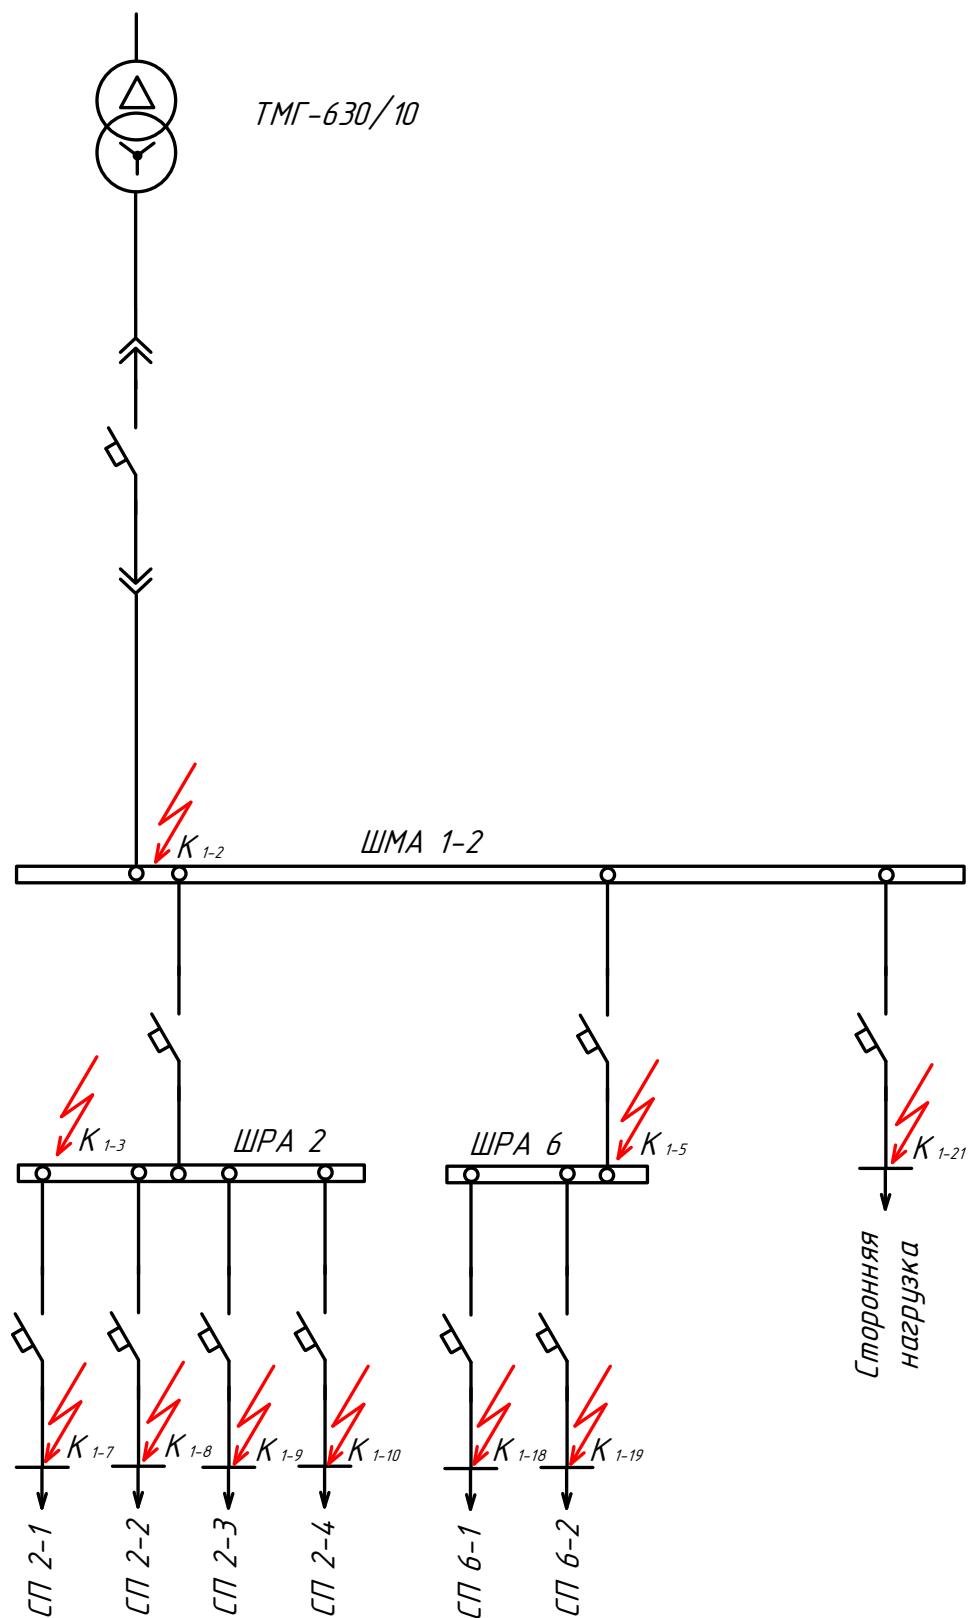 ТМГ-630/10
К 1-2
ШМА 1-2
К 1-3
ШРА 2
ШРА 6
К 1-5
К 1-21
Сторонняя
нагрузка
К 1-7
К 1-8
К 1-9
К 1-10
К 1-18
К 1-19
СП 2-1
СП 2-2
СП 2-3
СП 2-4
СП 6-1
СП 6-2